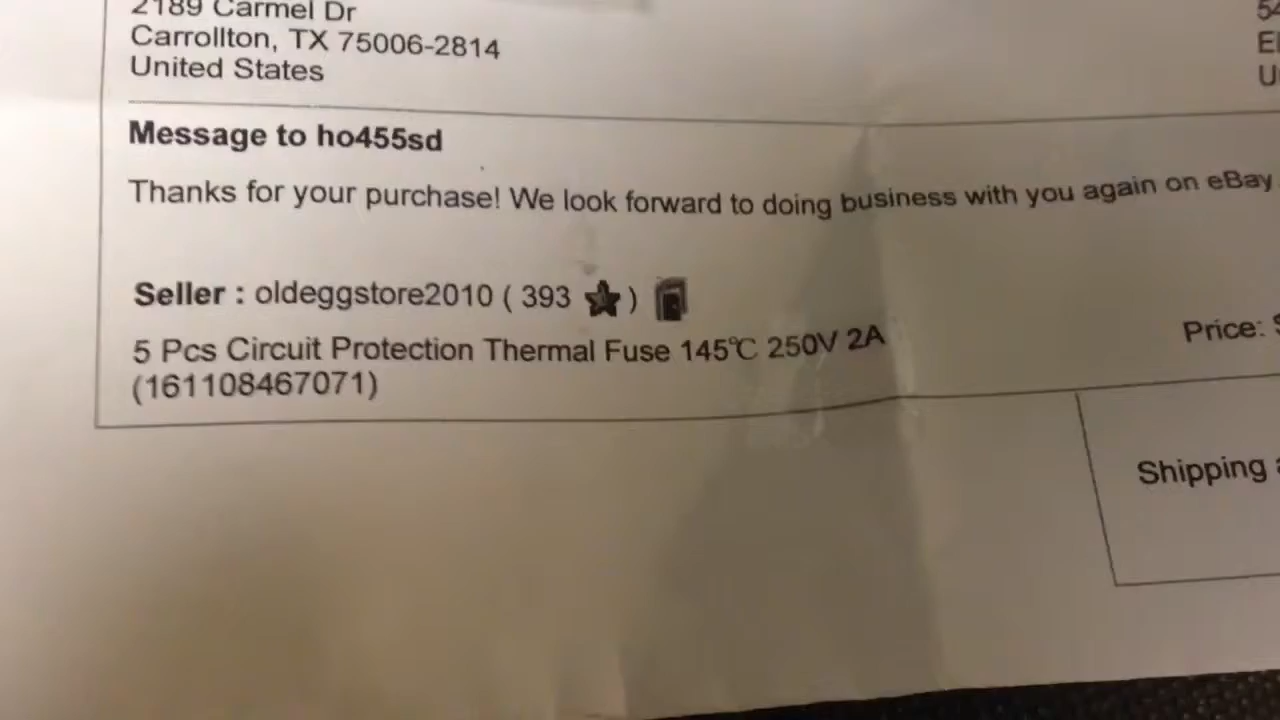 2189 Carmel Dr
Carrollton, TX 75006-2814
United States
54
El
U
Message to ho455sd
Thanks for your purchase! We look forward to doing business with you again on eBay.
Seller : oldeggstore2010 ( 393 ★ )
5 Pcs Circuit Protection Thermal Fuse 145℃ 250V 2A
(161108467071)
Price: $
Shipping a